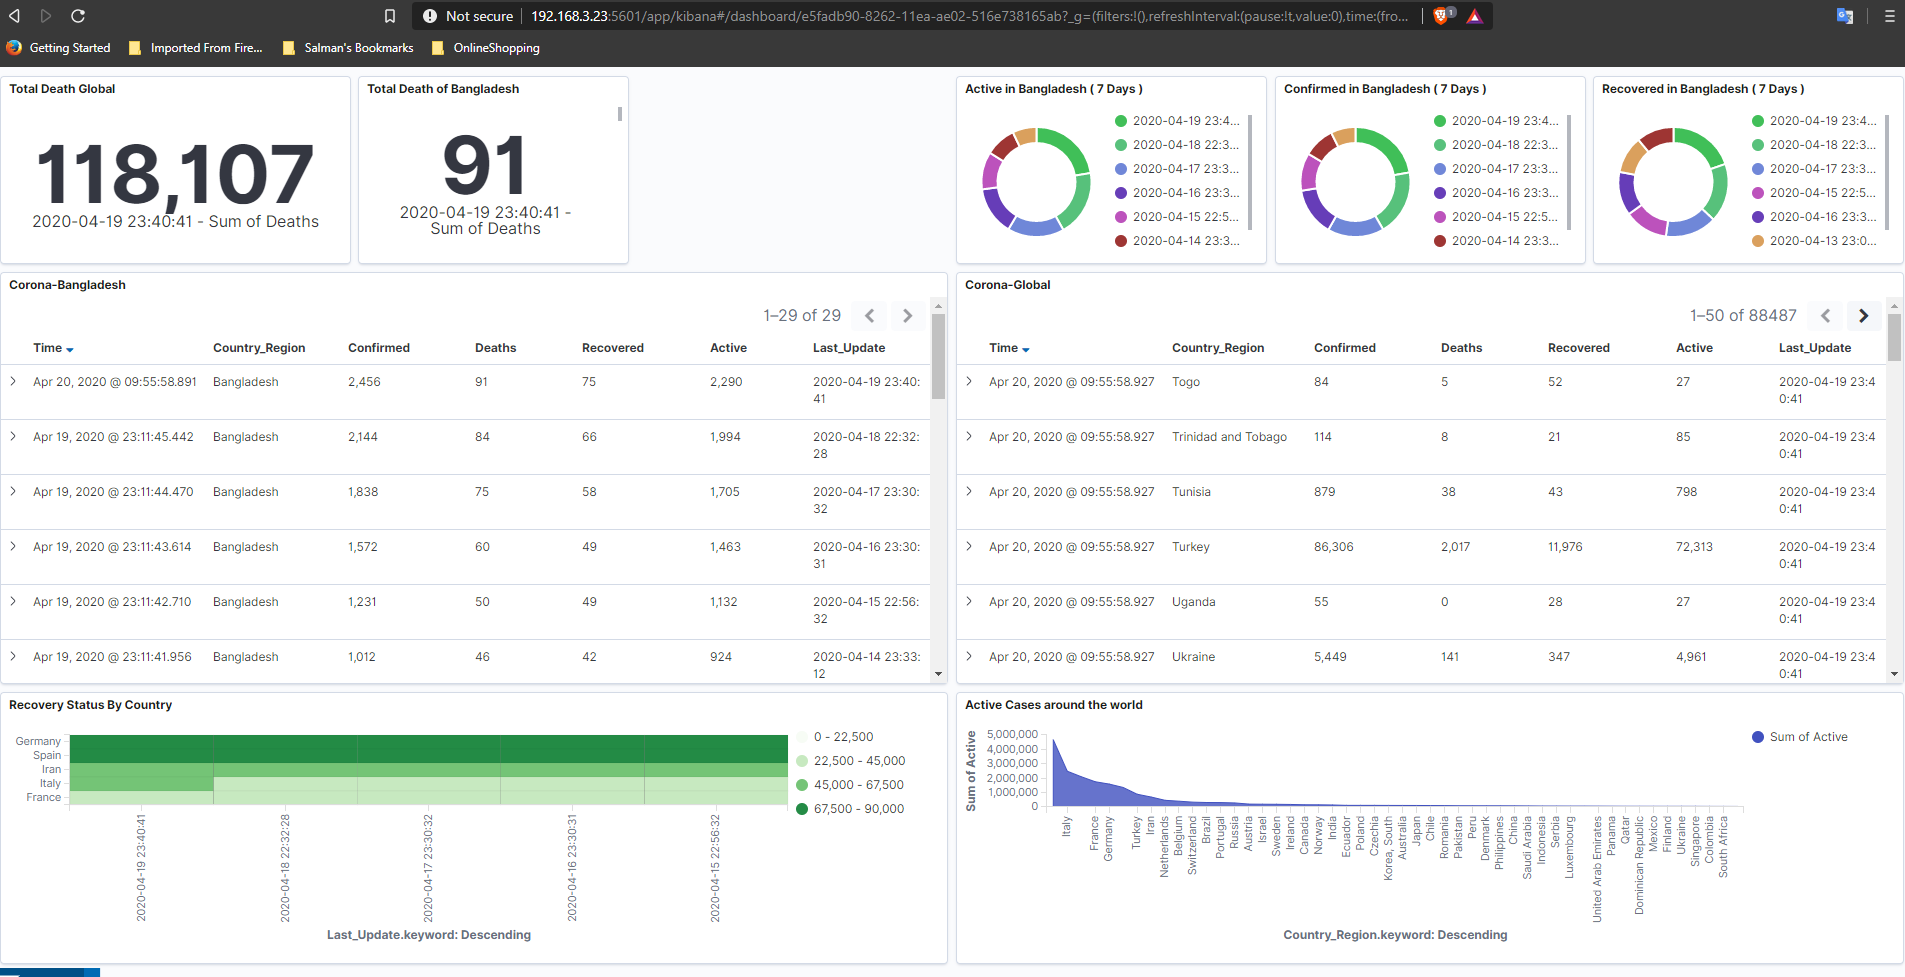 Not secure
192.168.3.23:5601/app/kibana#/dashboard/e5fadb90-8262-11ea-ae02-516e738165ab?_g=(filters:!(),refreshInterval:(pause:!t,value:0),time:(fro...
1
Getting Started
Imported From Fire...
Salman's Bookmarks
OnlineShopping
Total Death Global
118,107
2020-04-19 23:40:41 - Sum of Deaths
Total Death of Bangladesh
91
2020-04-19 23:40:41 -
Sum of Deaths
Active in Bangladesh ( 7 Days )
2020-04-19 23:4...
2020-04-18 22:3...
2020-04-17 23:3...
2020-04-16 23:3...
2020-04-15 22:5...
2020-04-14 23:3...
Confirmed in Bangladesh ( 7 Days )
2020-04-19 23:4...
2020-04-18 22:3...
2020-04-17 23:3...
2020-04-16 23:3...
2020-04-15 22:5...
2020-04-14 23:3...
Recovered in Bangladesh ( 7 Days )
2020-04-19 23:4...
2020-04-18 22:3...
2020-04-17 23:3...
2020-04-15 22:5...
2020-04-16 23:3...
2020-04-13 23:0...
Corona-Bangladesh
1–29 of 29
Time Country_Region Confirmed Deaths Recovered Active Last_Update
Apr 20, 2020 @ 09:55:58.891 Bangladesh 2,456 91 75 2,290 2020-04-19 23:40:
41
Apr 19, 2020 @ 23:11:45.442 Bangladesh 2,144 84 66 1,994 2020-04-18 22:32:
28
Apr 19, 2020 @ 23:11:44.470 Bangladesh 1,838 75 58 1,705 2020-04-17 23:30:
32
Apr 19, 2020 @ 23:11:43.614 Bangladesh 1,572 60 49 1,463 2020-04-16 23:30:
31
Apr 19, 2020 @ 23:11:42.710 Bangladesh 1,231 50 49 1,132 2020-04-15 22:56:
32
Apr 19, 2020 @ 23:11:41.956 Bangladesh 1,012 46 42 924 2020-04-14 23:33:
12
Corona-Global
1–50 of 88487
Time Country_Region Confirmed Deaths Recovered Active Last_Update
Apr 20, 2020 @ 09:55:58.927 Togo 84 5 52 27 2020-04-19 23:4
0:41
Apr 20, 2020 @ 09:55:58.927 Trinidad and Tobago 114 8 21 85 2020-04-19 23:4
0:41
Apr 20, 2020 @ 09:55:58.927 Tunisia 879 38 43 798 2020-04-19 23:4
0:41
Apr 20, 2020 @ 09:55:58.927 Turkey 86,306 2,017 11,976 72,313 2020-04-19 23:4
0:41
Apr 20, 2020 @ 09:55:58.927 Uganda 55 0 28 27 2020-04-19 23:4
0:41
Apr 20, 2020 @ 09:55:58.927 Ukraine 5,449 141 347 4,961 2020-04-19 23:4
0:41
Recovery Status By Country
Germany
Spain
Iran
Italy
France
0 - 22,500
22,500 - 45,000
45,000 - 67,500
67,500 - 90,000
2020-04-19 23:40:41
2020-04-18 22:32:28
2020-04-17 23:30:32
2020-04-16 23:30:31
2020-04-15 22:56:32
Last_Update.keyword: Descending
Active Cases around the world
Sum of Active
5,000,000
4,000,000
3,000,000
2,000,000
1,000,000
0
Sum of Active
Italy
France
Germany
Turkey
Iran
Netherlands
Belgium
Switzerland
Brazil
Portugal
Russia
Austria
Israel
Sweden
Ireland
Canada
Norway
India
Ecuador
Poland
Czechia
Korea, South
Australia
Japan
Chile
Romania
Pakistan
Peru
Denmark
Philippines
China
Saudi Arabia
Indonesia
Serbia
Luxembourg
United Arab Emirates
Panama
Qatar
Dominican Republic
Mexico
Finland
Ukraine
Singapore
Colombia
South Africa
Country_Region.keyword: Descending